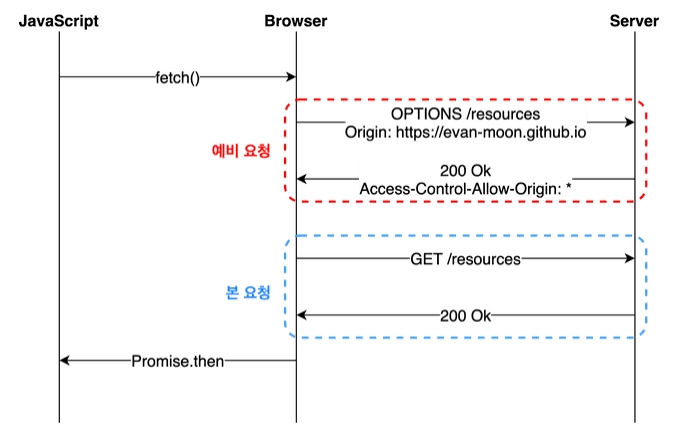 JavaScript
Browser
Server
fetch()
OPTIONS /resources
Origin: https://evan-moon.github.io
예비 요청
200 Ok
Access-Control-Allow-Origin: *
GET /resources
본 요청
200 Ok
Promise.then